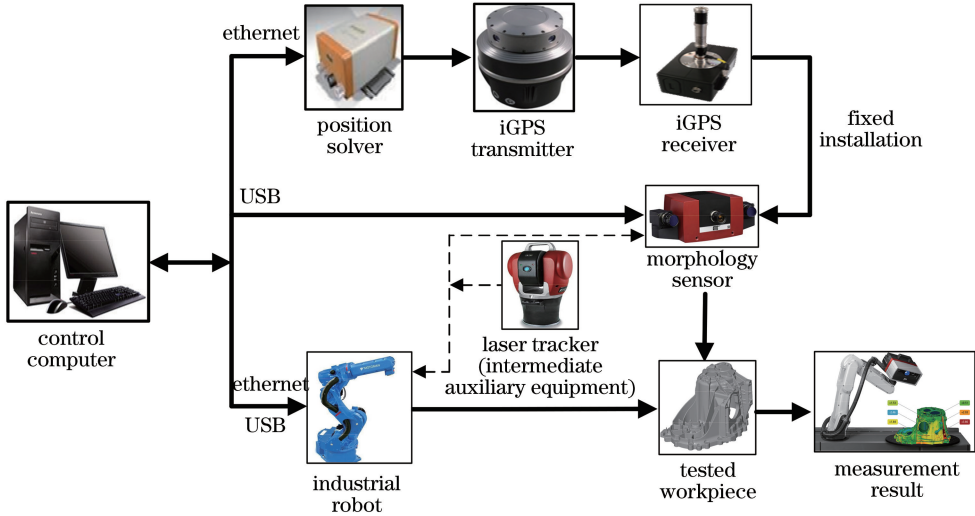 ethernet
position
solver
iGPS
transmitter
iGPS
receiver
fixed
installation
USB
morphology
sensor
control
computer
laser tracker
(intermediate
auxiliary equipment)
ethernet
USB
industrial
robot
tested
workpiece
measurement
result